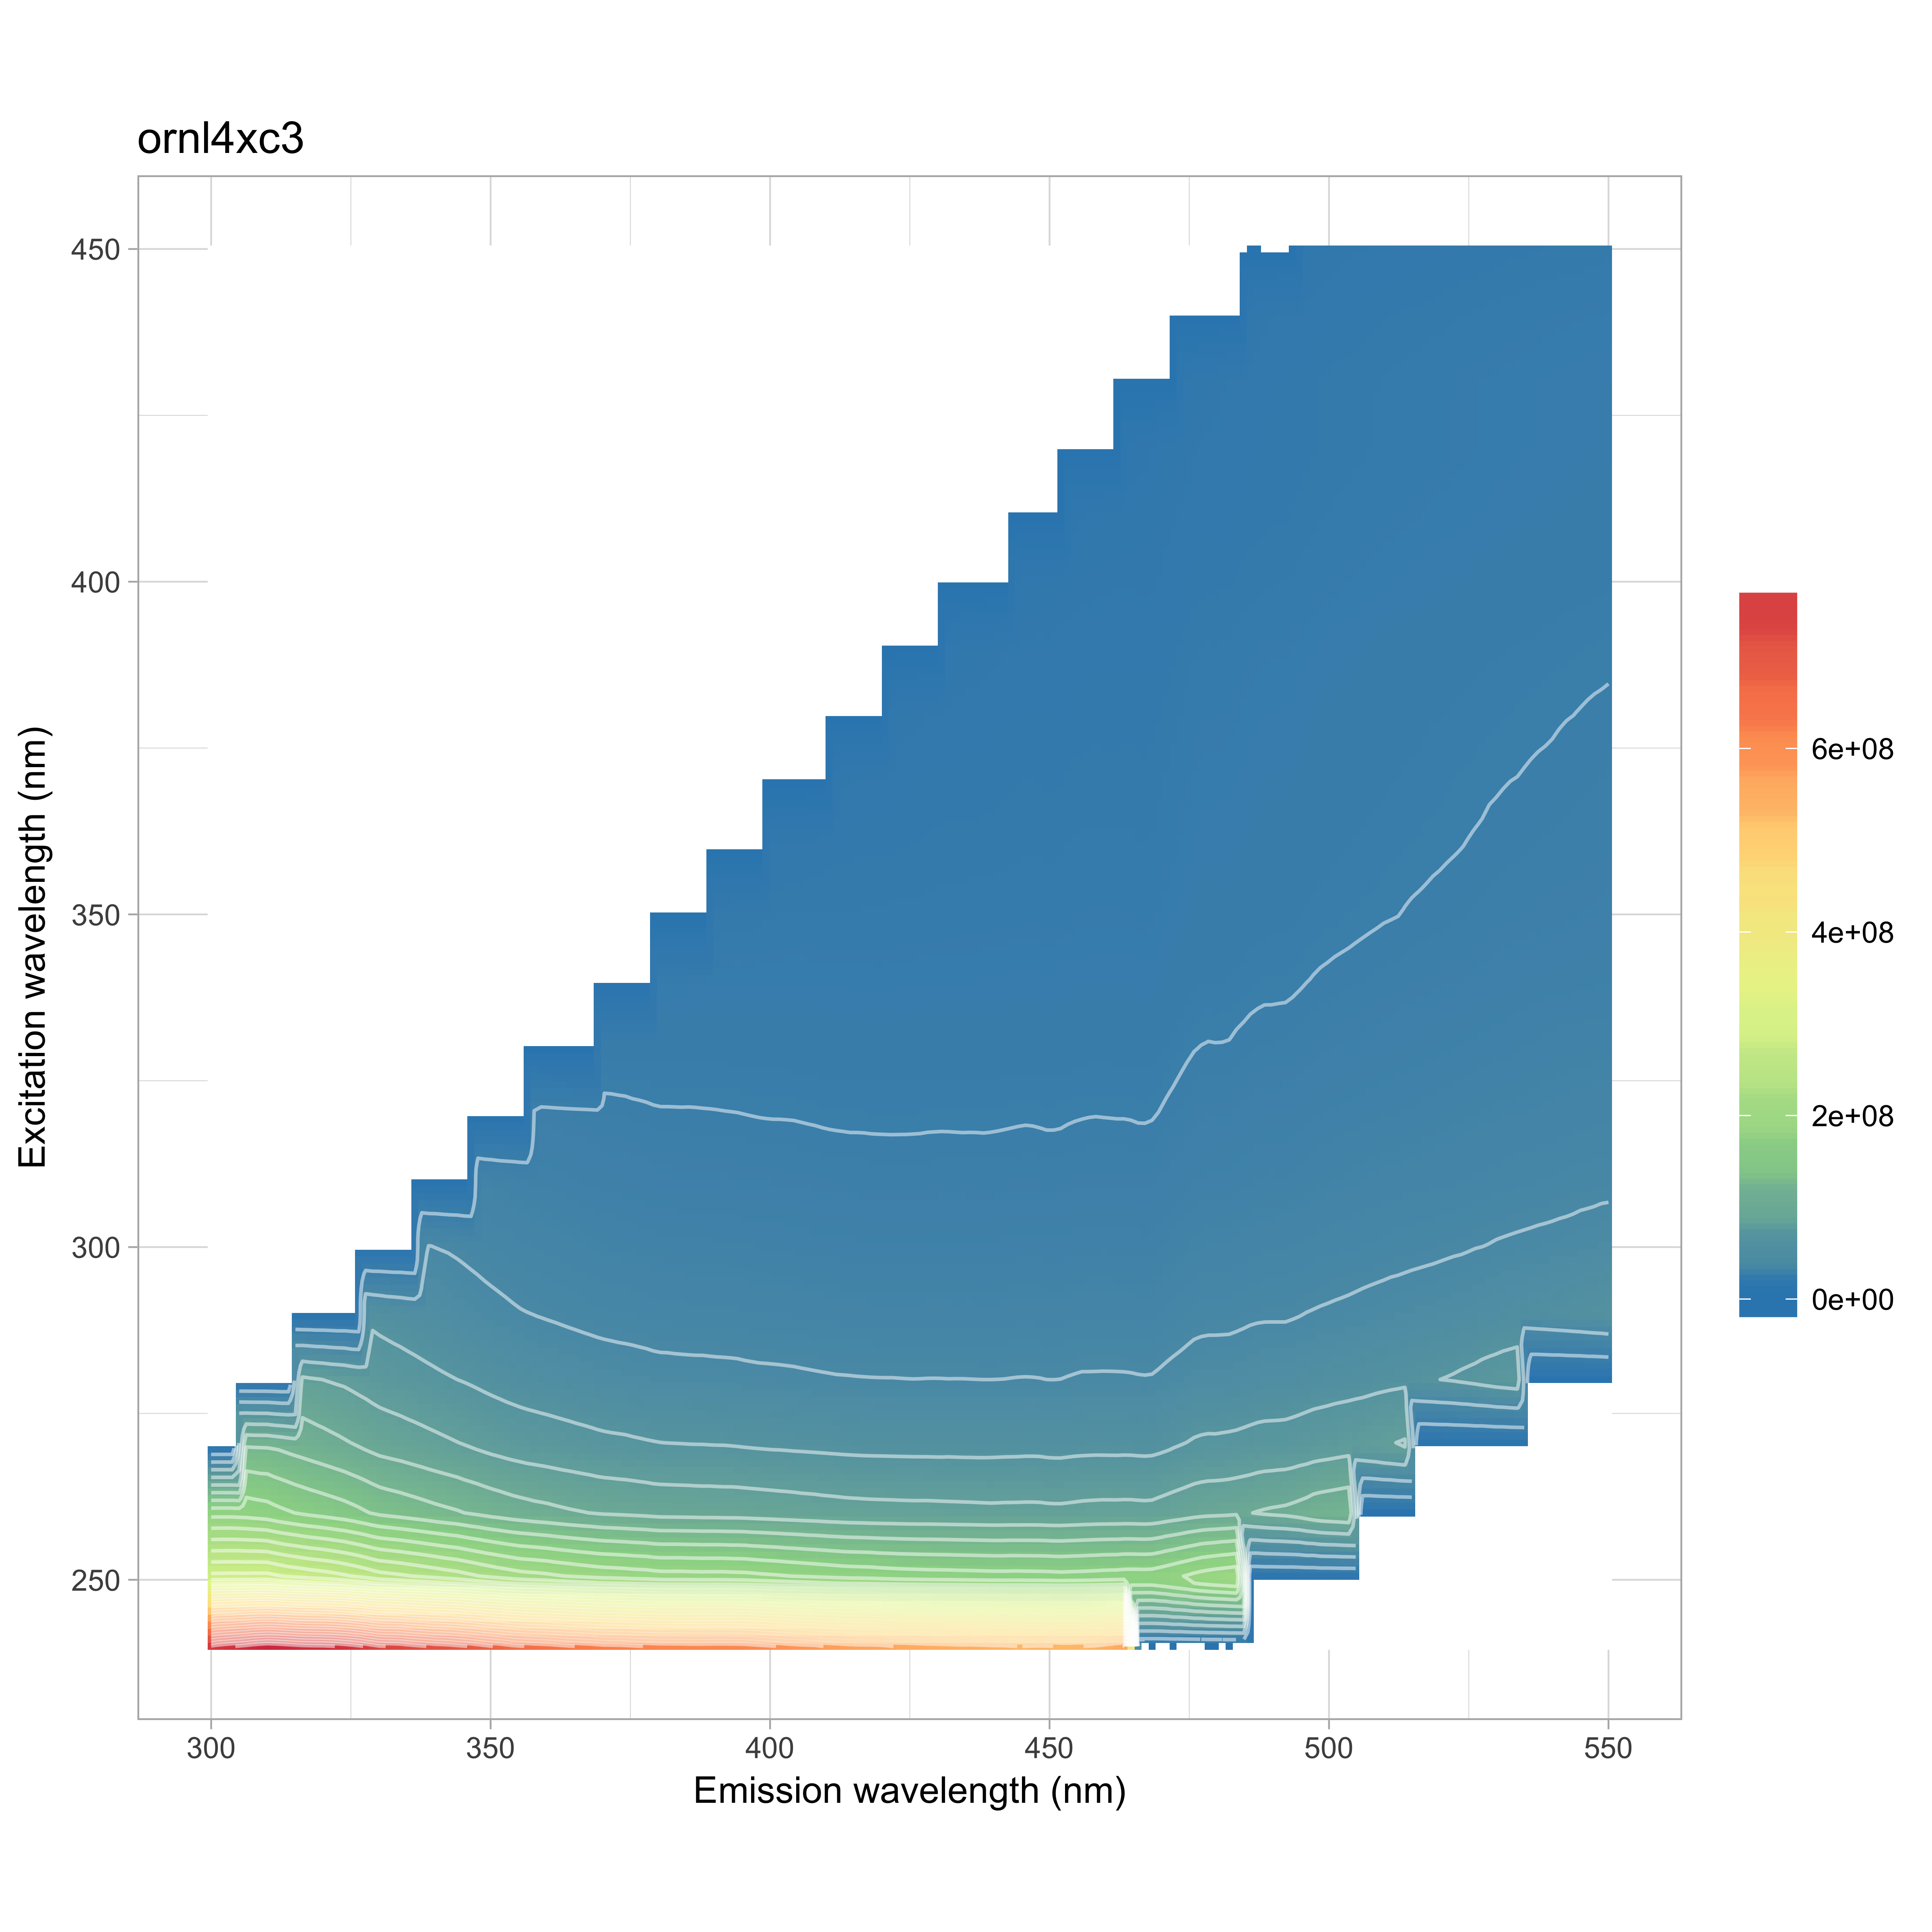 ornl4xc3
450
400
350
300
250
Excitation wavelength (nm)
300 350 400 450 500 550
Emission wavelength (nm)
6e+08
4e+08
2e+08
0e+00